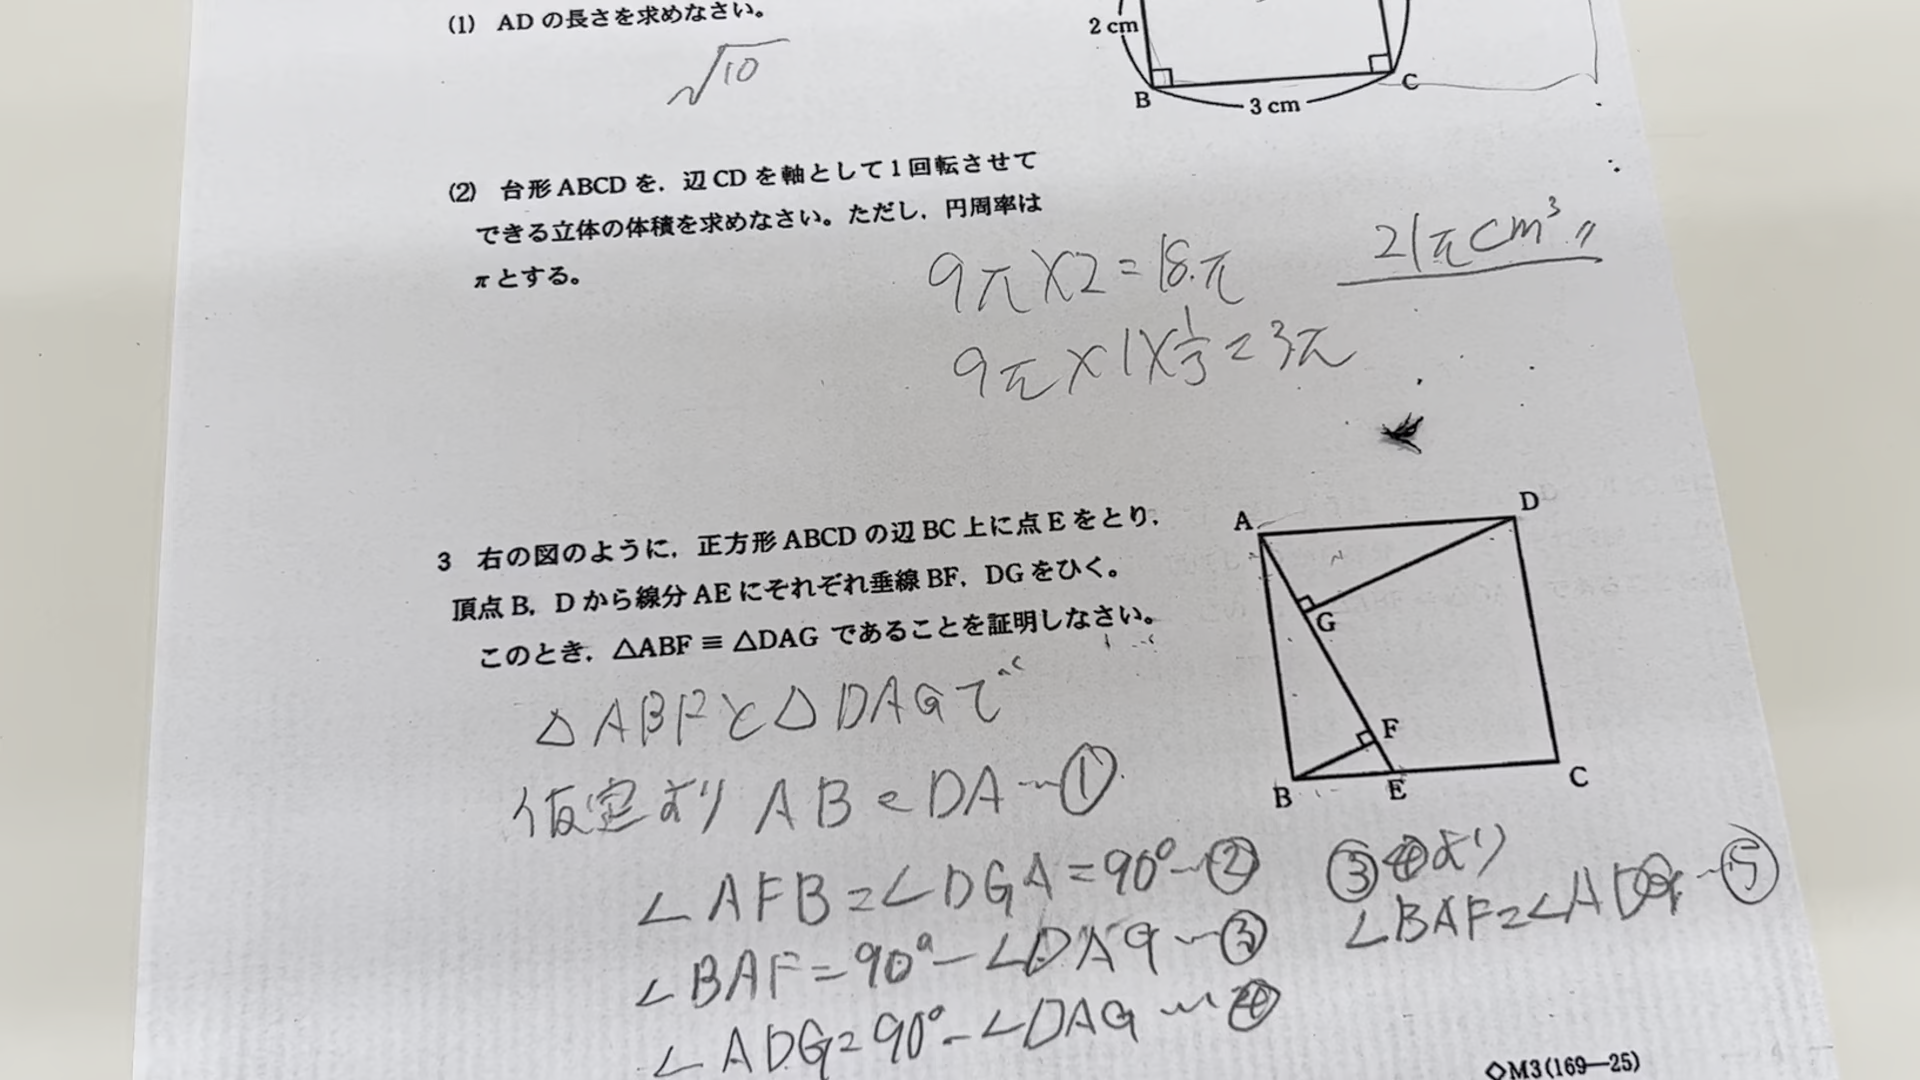 (1) ADの長さを求めなさい。
√10
2 cm
B
3 cm
C
(2) 台形ABCDを，辺CDを軸として1回転させて
できる立体の体積を求めなさい。ただし，円周率は
πとする。
9π×2=18π
21πcm³〃
9π×1×1/3=3π
3 右の図のように，正方形ABCDの辺BC上に点Eをとり，
頂点B，Dから線分AEにそれぞれ垂線BF，DGをひく。
このとき，△ABF≡△DAGであることを証明しなさい。
A
D
G
F
B
E
C
△ABFと△DAGで
仮定より AB=DA~①
∠AFB=∠DGA=90°~②
∠BAF=90°-∠DAG~③
∠ADG=90°-∠DAG~④
③④より
∠BAF=∠ADG~⑤
◇M3(169—25)